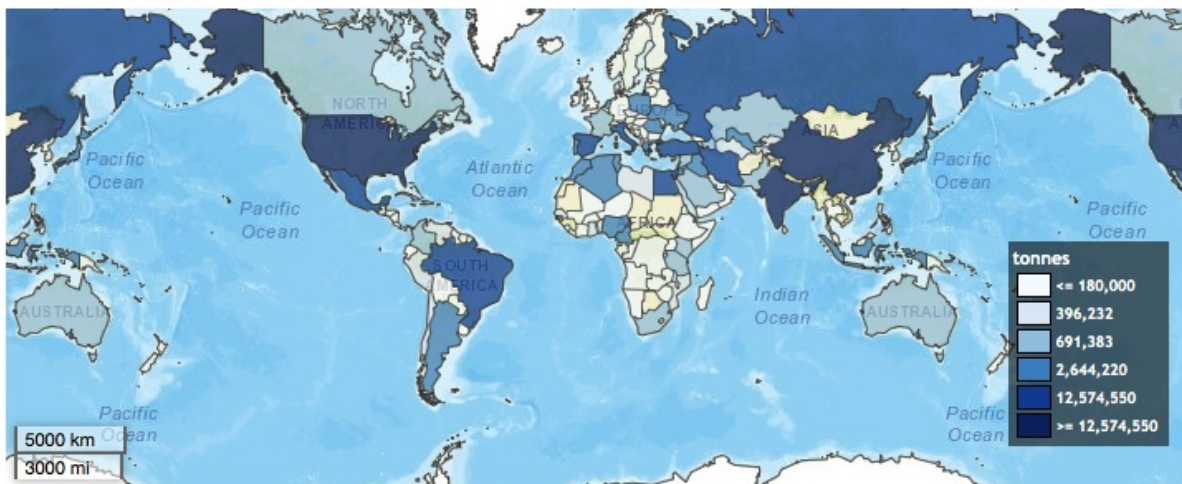 NORTH
AMERICA
ASIA
EUROPE
Pacific
Ocean
Atlantic
Ocean
Pacific
Ocean
Pacific
Ocean
Pacific
Ocean
AFRICA
SOUTH
AMERICA
Indian
Ocean
AUSTRALIA
AUSTRALIA
Pacific
Ocean
Pacific
Ocean
5000 km
3000 mi
tonnes
<= 180,000
396,232
691,383
2,644,220
12,574,550
>= 12,574,550